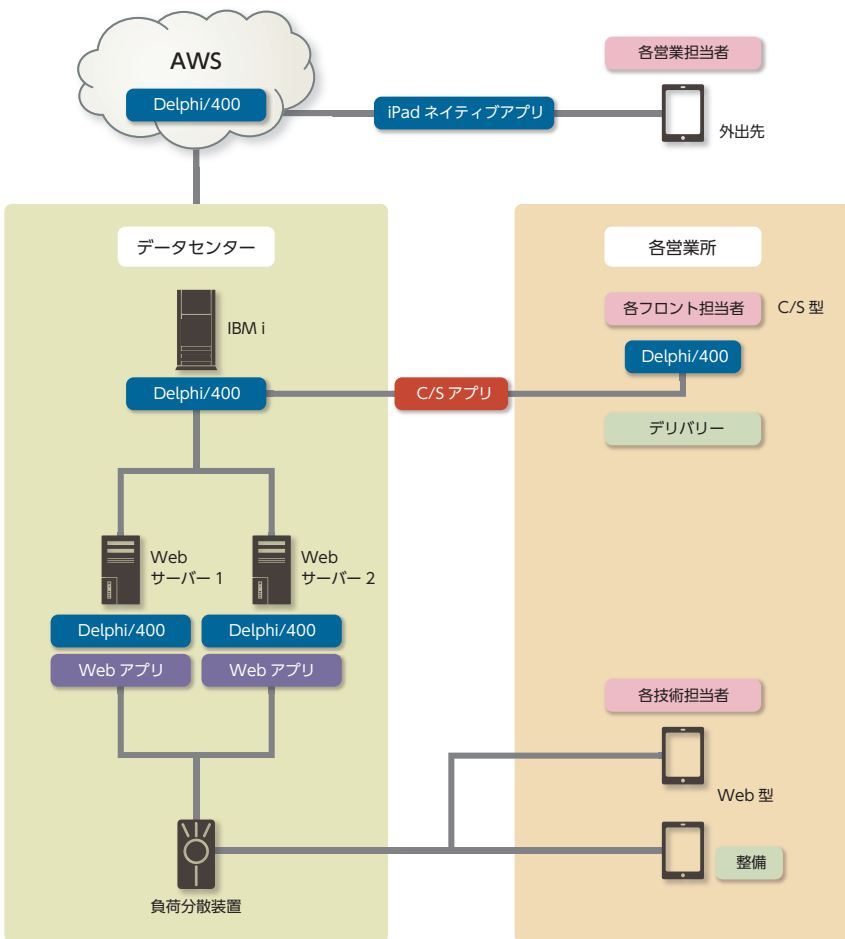 AWS
Delphi/400
iPad ネイティブアプリ
各営業担当者
外出先
データセンター
IBM i
Delphi/400
C/S アプリ
各営業所
各フロント担当者
C/S 型
Delphi/400
デリバリー
Web
サーバー 1
Web
サーバー 2
Delphi/400
Delphi/400
Web アプリ
Web アプリ
各技術担当者
Web 型
整備
負荷分散装置